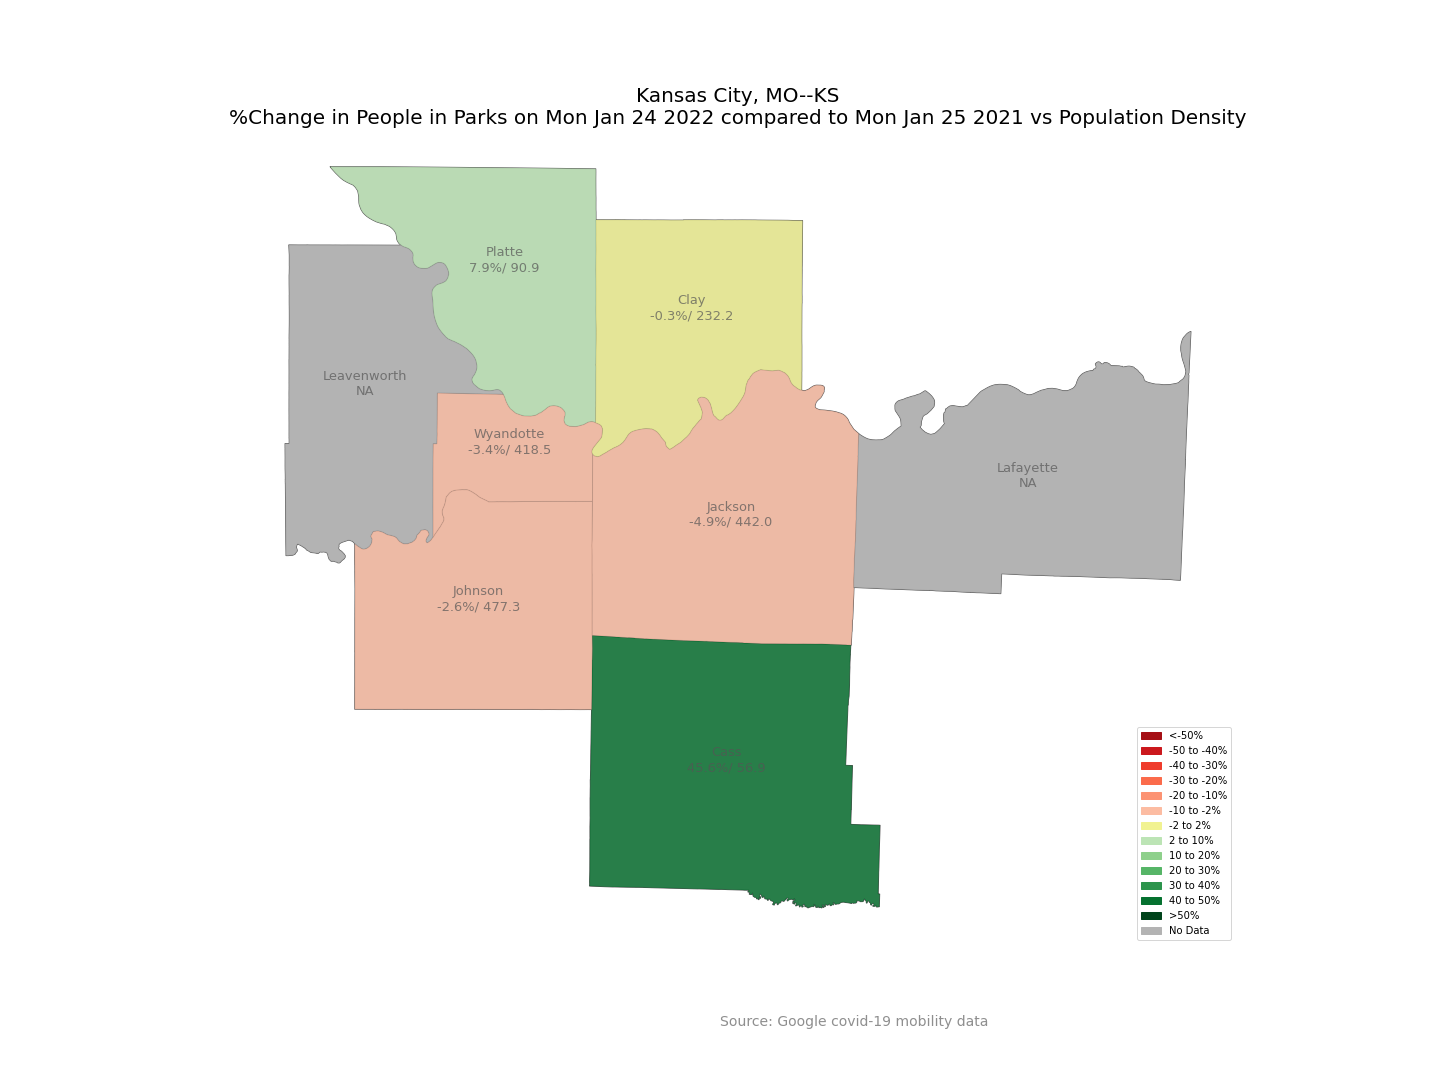 Kansas City, MO--KS
%Change in People in Parks on Mon Jan 24 2022 compared to Mon Jan 25 2021 vs Population Density
Platte
7.9%/ 90.9
Clay
-0.3%/ 232.2
Leavenworth
NA
Wyandotte
-3.4%/ 418.5
Lafayette
NA
Jackson
-4.9%/ 442.0
Johnson
-2.6%/ 477.3
Cass
<-50%
-50 to -40%
-40 to -30%
-30 to -20%
-20 to -10%
-10 to -2%
-2 to 2%
2 to 10%
10 to 20%
20 to 30%
30 to 40%
40 to 50%
>50%
No Data
Source: Google covid-19 mobility data